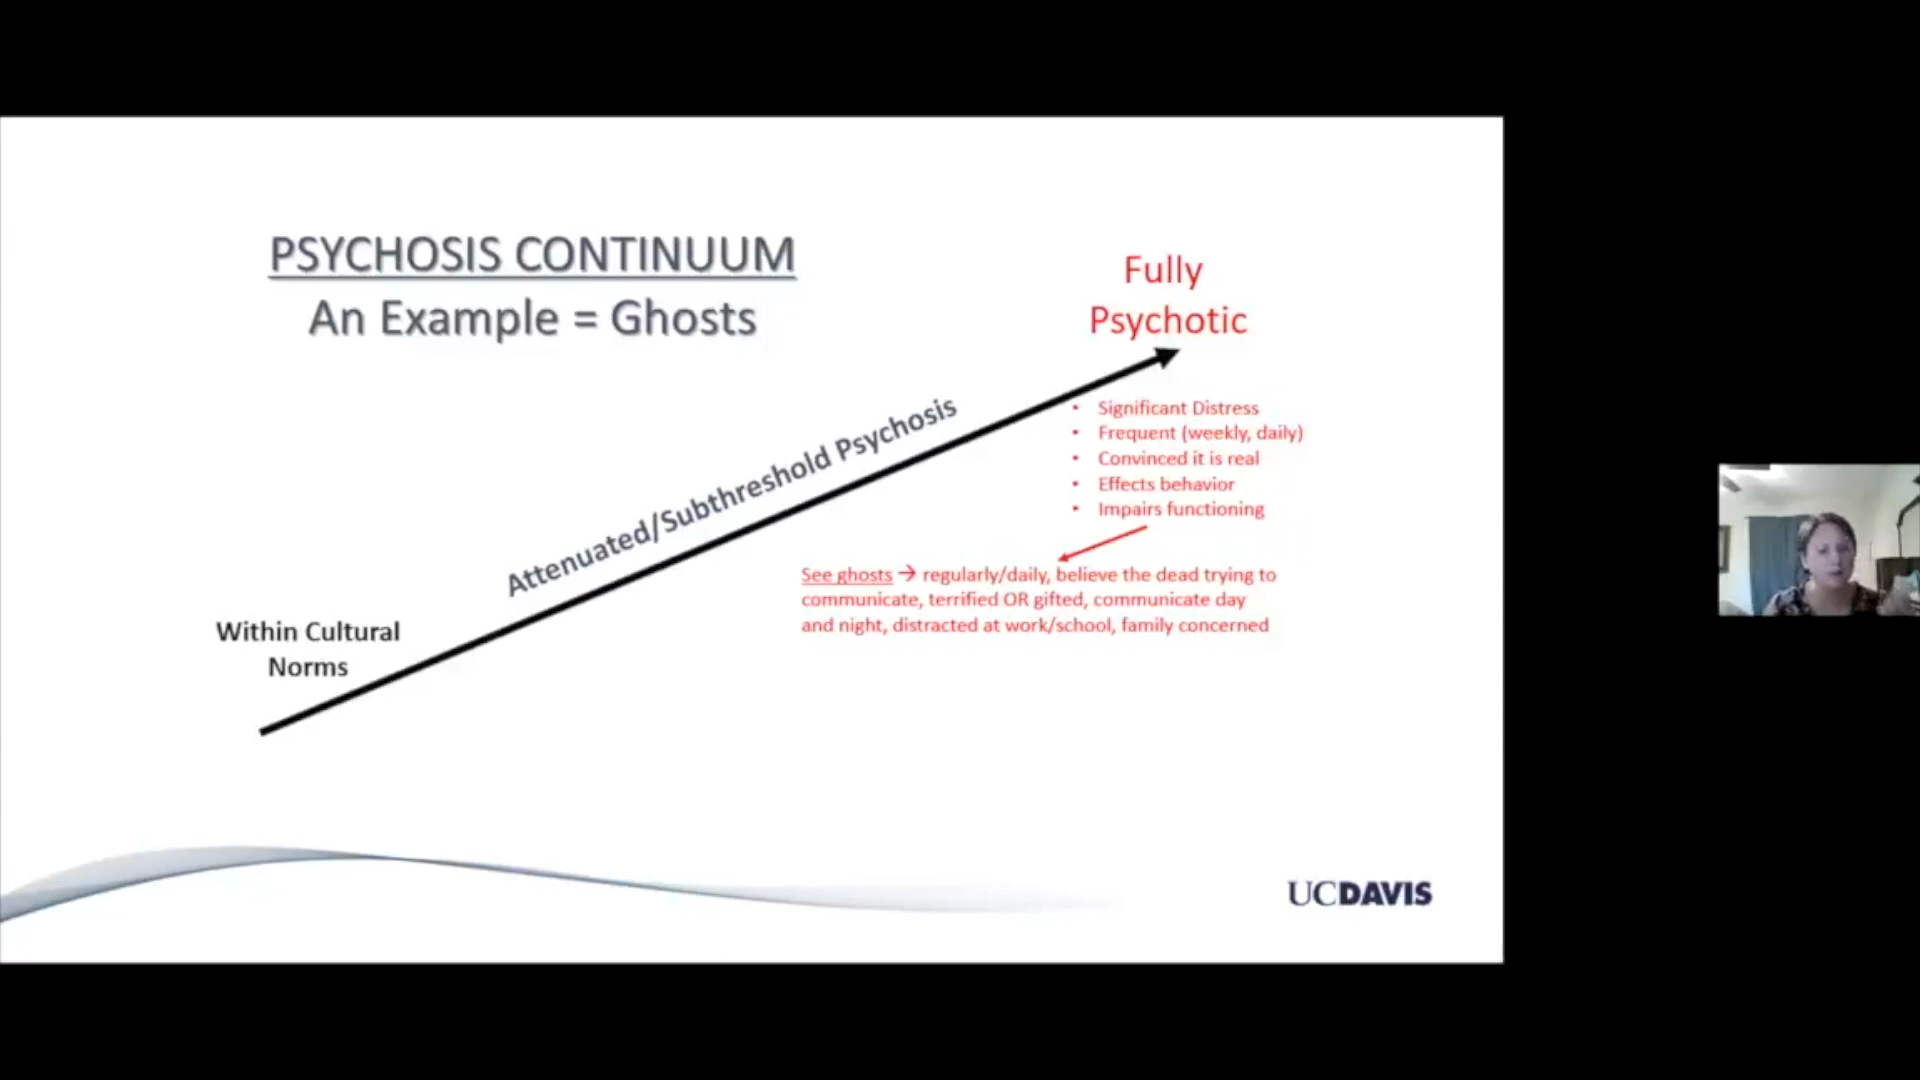 PSYCHOSIS CONTINUUM
An Example = Ghosts
Fully
Psychotic
Attenuated/Subthreshold Psychosis
• Significant Distress
• Frequent (weekly, daily)
• Convinced it is real
• Effects behavior
• Impairs functioning
See ghosts → regularly/daily, believe the dead trying to
communicate, terrified OR gifted, communicate day
and night, distracted at work/school, family concerned
Within Cultural
Norms
UCDAVIS